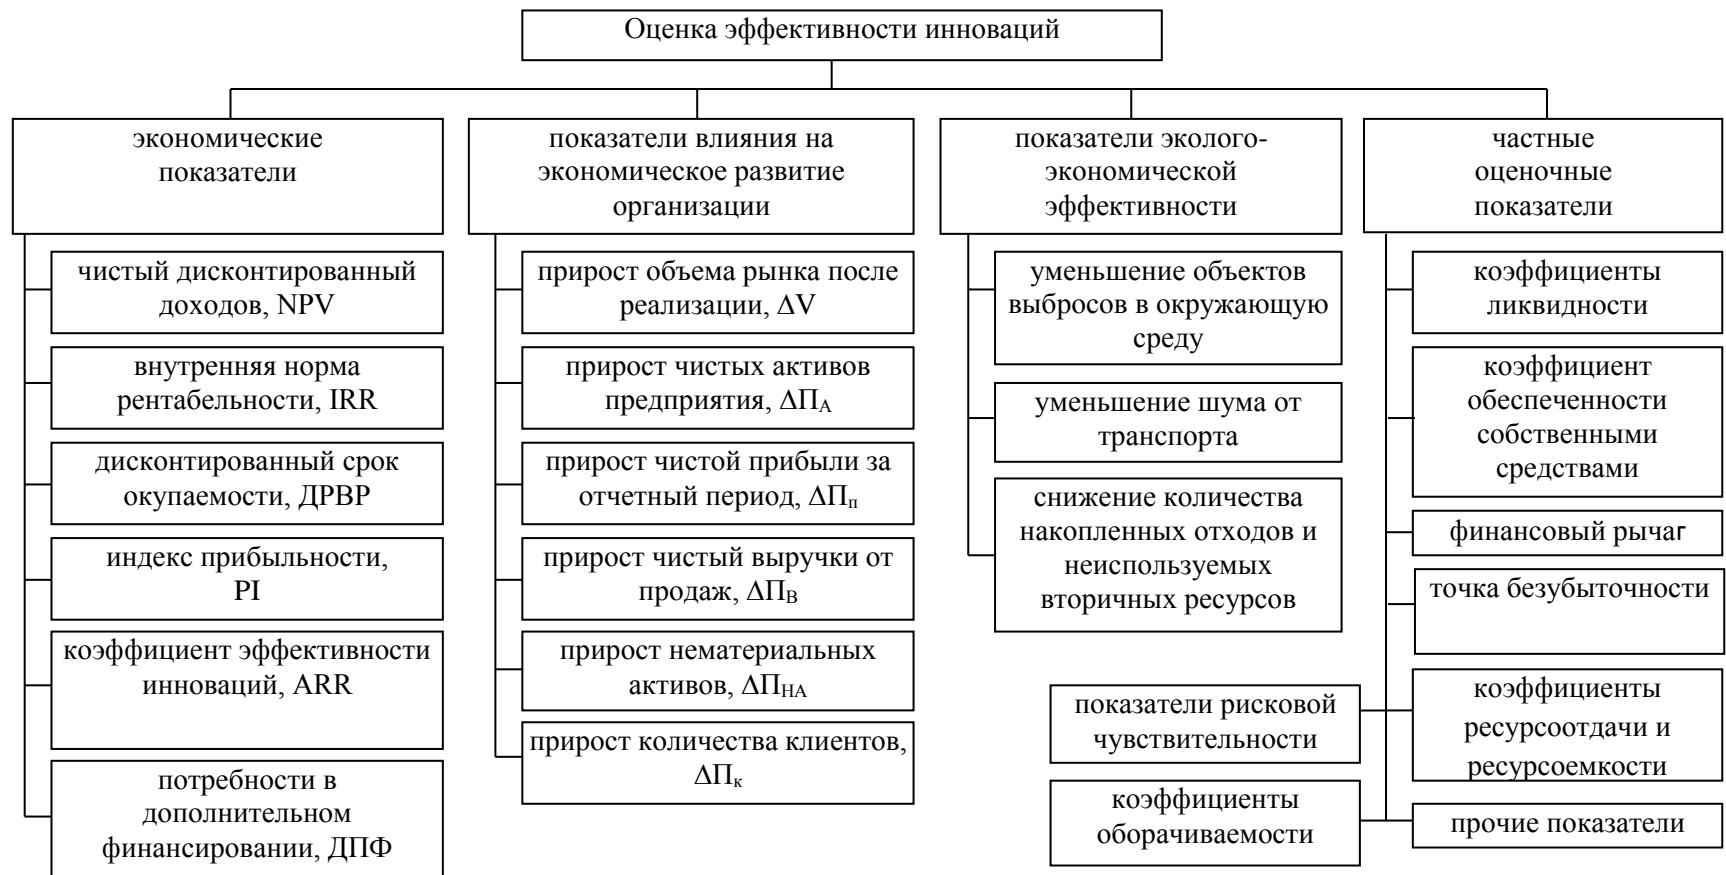 Оценка эффективности инноваций
экономические
показатели
чистый дисконтированный
доходов, NPV
внутренняя норма
рентабельности, IRR
дисконтированный срок
окупаемости, ДРВР
индекс прибыльности,
PI
коэффициент эффективности
инноваций, ARR
потребности в
дополнительном
финансировании, ДПФ
показатели влияния на
экономическое развитие
организации
прирост объема рынка после
реализации, ΔV
прирост чистых активов
предприятия, ΔПА
прирост чистой прибыли за
отчетный период, ΔПп
прирост чистый выручки от
продаж, ΔПВ
прирост нематериальных
активов, ΔПНА
прирост количества клиентов,
ΔПк
показатели эколого-
экономической
эффективности
уменьшение объектов
выбросов в окружающую
среду
уменьшение шума от
транспорта
снижение количества
накопленных отходов и
неиспользуемых
вторичных ресурсов
частные
оценочные
показатели
коэффициенты
ликвидности
коэффициент
обеспеченности
собственными
средствами
финансовый рычаг
точка безубыточности
показатели рисковой
чувствительности
коэффициенты
ресурсоотдачи и
ресурсоемкости
коэффициенты
оборачиваемости
прочие показатели